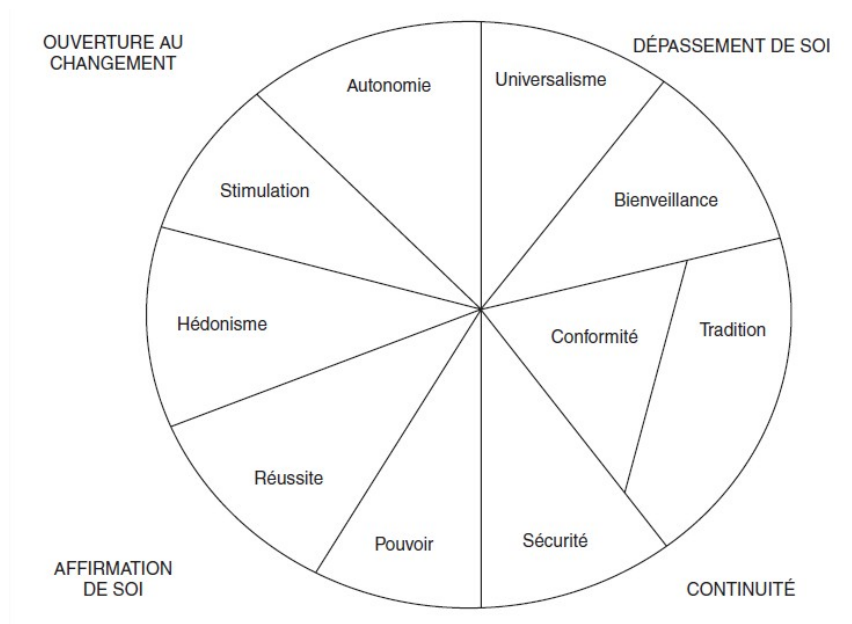 OUVERTURE AU
CHANGEMENT
DÉPASSEMENT DE SOI
Autonomie
Universalisme
Stimulation
Bienveillance
Hédonisme
Conformité
Tradition
Réussite
Pouvoir
Sécurité
AFFIRMATION
DE SOI
CONTINUITÉ